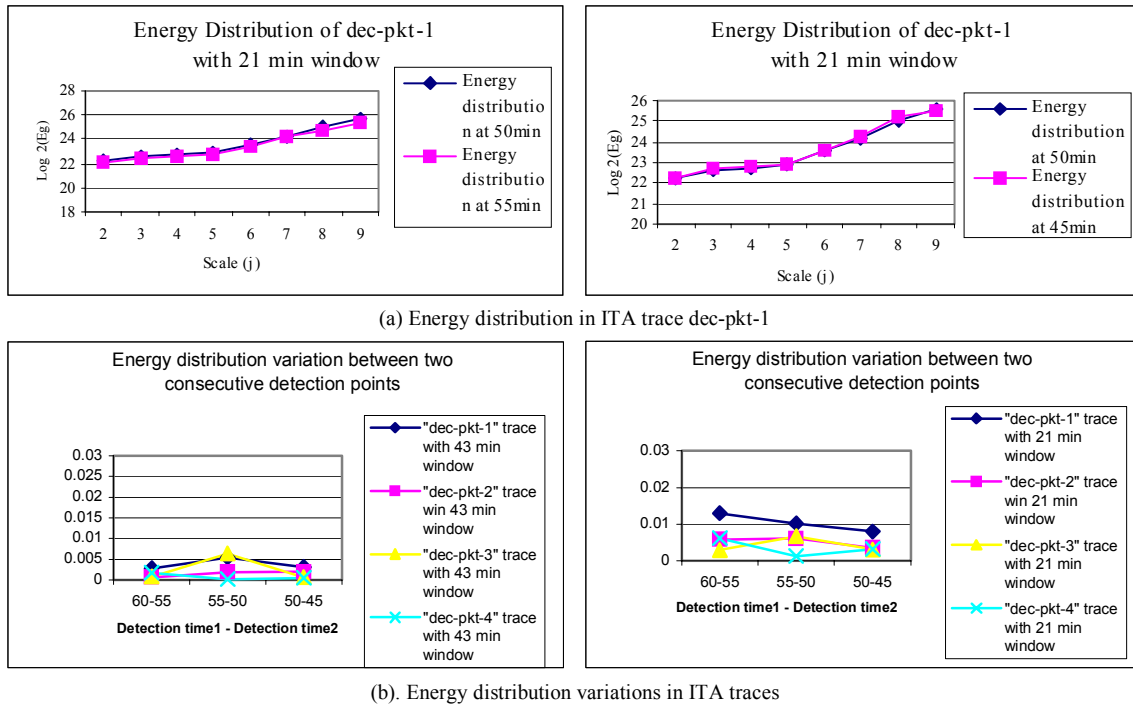 Energy Distribution of dec-pkt-1
with 21 min window
Log 2(Eg)
28
26
24
22
20
18
2 3 4 5 6 7 8 9
Scale (j)
Energy
distributio
n at 50min
Energy
distributio
n at 55min
Energy Distribution of dec-pkt-1
with 21 min window
Log 2(Eg)
26
25
24
23
22
21
20
2 3 4 5 6 7 8 9
Scale (j)
Energy
distribution
at 50min
Energy
distribution
at 45min
(a) Energy distribution in ITA trace dec-pkt-1
Energy distribution variation between two
consecutive detection points
0.03
0.025
0.02
0.015
0.01
0.005
0
60-55 55-50 50-45
Detection time1 - Detection time2
"dec-pkt-1" trace
with 43 min
window
"dec-pkt-2" trace
win 43 min
window
"dec-pkt-3" trace
with 43 min
window
"dec-pkt-4" trace
with 43 min
window
Energy distribution variation between two
consecutive detection points
0.03
0.02
0.01
0
60-55 55-50 50-45
Detection time1 - Detection time2
"dec-pkt-1" trace
with 21 min
window
"dec-pkt-2" trace
win 21 min
window
"dec-pkt-3" trace
with 21 min
window
"dec-pkt-4" trace
with 21 min
window
(b). Energy distribution variations in ITA traces